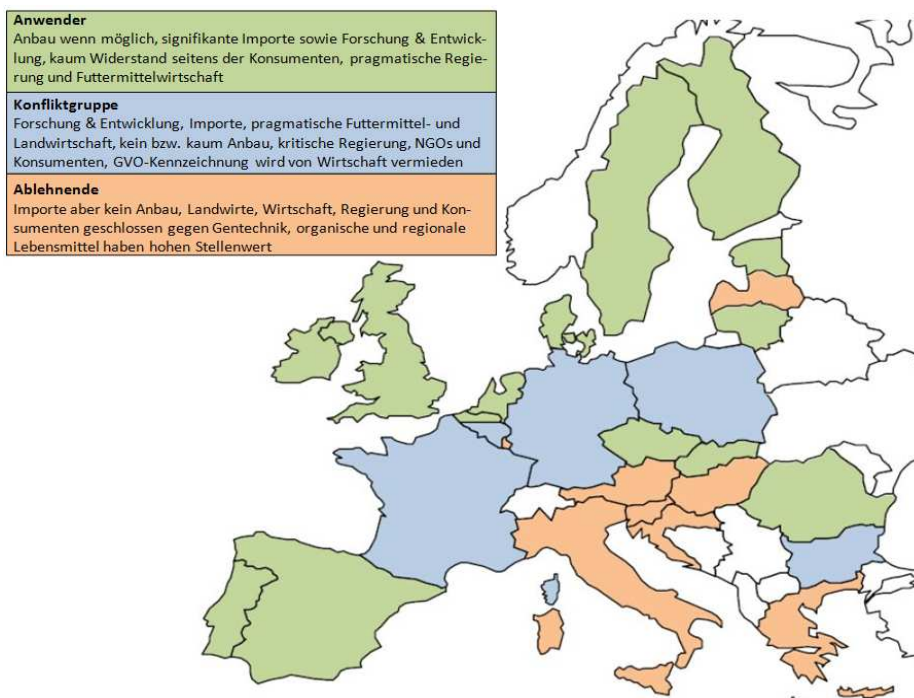 Anwender
Anbau wenn möglich, signifikante Importe sowie Forschung & Entwick-
lung, kaum Widerstand seitens der Konsumenten, pragmatische Regie-
rung und Futtermittelwirtschaft
Konfliktgruppe
Forschung & Entwicklung, Importe, pragmatische Futtermittel- und
Landwirtschaft, kein bzw. kaum Anbau, kritische Regierung, NGOs und
Konsumenten, GVO-Kennzeichnung wird von Wirtschaft vermieden
Ablehnende
Importe aber kein Anbau, Landwirte, Wirtschaft, Regierung und Kon-
sumenten geschlossen gegen Gentechnik, organische und regionale
Lebensmittel haben hohen Stellenwert